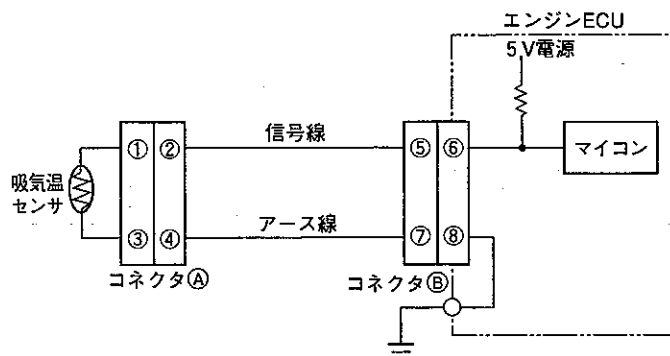 エンジンECU
5V電源
信号線
① ② ⑤ ⑥
マイコン
吸気温
センサ
アース線
③ ④ ⑦ ⑧
コネクタⒶ
コネクタⒷ